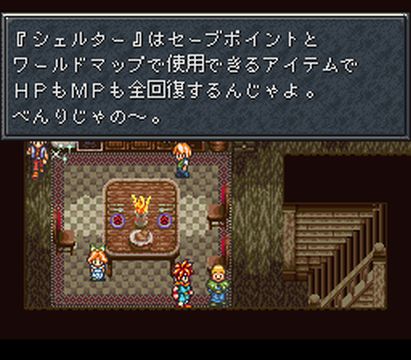 『シェルター』はセーブポイントと
ワールドマップで使用できるアイテムで
ＨＰもＭＰも全回復するんじゃよ。
べんりじゃの～。